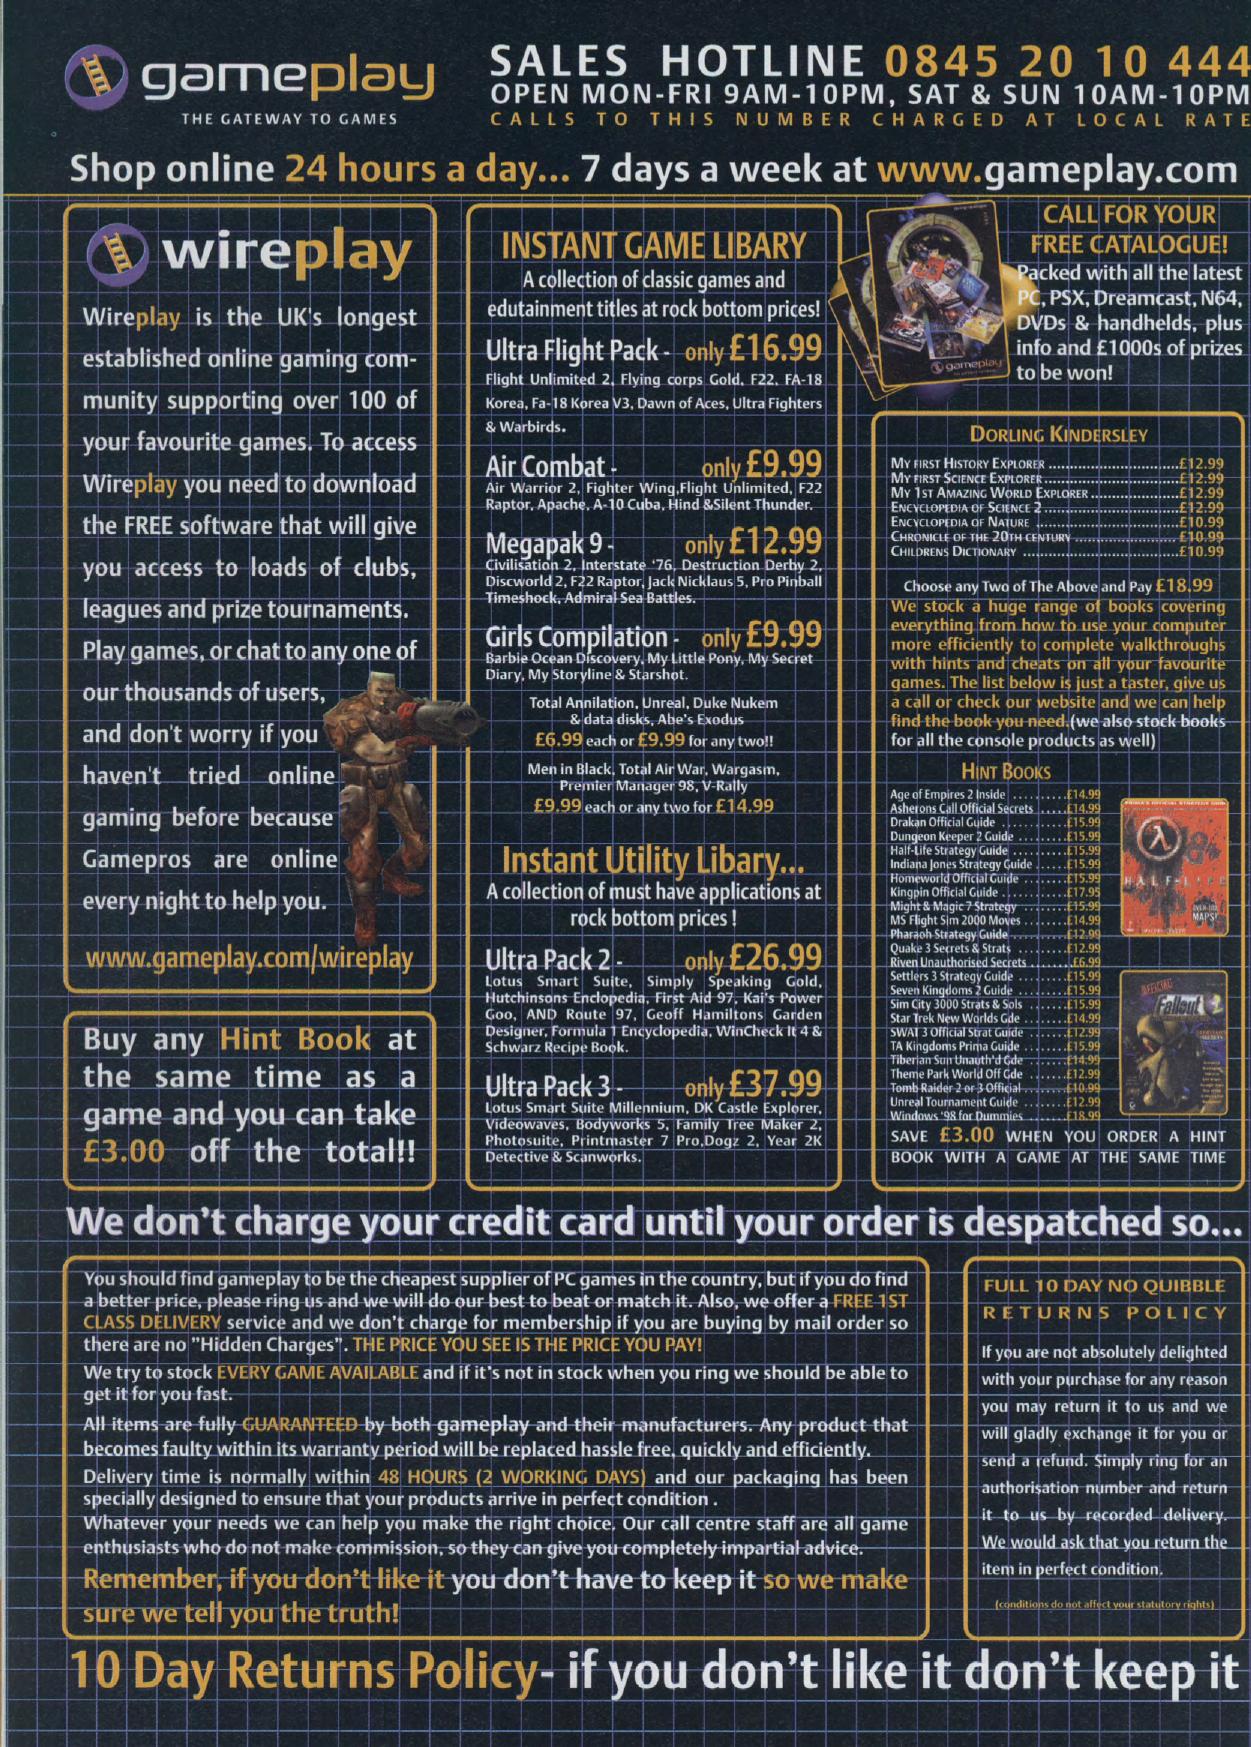 gameplay
THE GATEWAY TO GAMES
SALES HOTLINE 0845 20 10 444
OPEN MON-FRI 9AM-10PM, SAT & SUN 10AM-10PM
CALLS TO THIS NUMBER CHARGED AT LOCAL RATE
Shop online 24 hours a day... 7 days a week at www.gameplay.com
wireplay
Wireplay is the UK's longest
established online gaming com-
munity supporting over 100 of
your favourite games. To access
Wireplay you need to download
the FREE software that will give
you access to loads of clubs,
leagues and prize tournaments.
Play games, or chat to any one of
our thousands of users,
and don't worry if you
haven't tried online
gaming before because
Gamepros are online
every night to help you.
www.gameplay.com/wireplay
Buy any Hint Book at
the same time as a
game and you can take
£3.00 off the total!!
INSTANT GAME LIBARY
A collection of classic games and
edutainment titles at rock bottom prices!
Ultra Flight Pack - only £16.99
Flight Unlimited 2, Flying corps Gold, F22, FA-18
Korea, Fa-18 Korea V3, Dawn of Aces, Ultra Fighters
& Warbirds.
Air Combat - only £9.99
Air Warrior 2, Fighter Wing,Flight Unlimited, F22
Raptor, Apache, A-10 Cuba, Hind &Silent Thunder.
Megapak 9 - only £12.99
Civilisation 2, Interstate '76, Destruction Derby 2,
Discworld 2, F22 Raptor, Jack Nicklaus 5, Pro Pinball
Timeshock, Admiral Sea Battles.
Girls Compilation - only £9.99
Barbie Ocean Discovery, My Little Pony, My Secret
Diary, My Storyline & Starshot.
Total Annilation, Unreal, Duke Nukem
& data disks, Abe's Exodus
£6.99 each or £9.99 for any two!!
Men in Black, Total Air War, Wargasm,
Premier Manager 98, V-Rally
£9.99 each or any two for £14.99
Instant Utility Libary...
A collection of must have applications at
rock bottom prices !
Ultra Pack 2 - only £26.99
Lotus Smart Suite, Simply Speaking Gold,
Hutchinsons Enclopedia, First Aid 97, Kai's Power
Goo, AND Route 97, Geoff Hamiltons Garden
Designer, Formula 1 Encyclopedia, WinCheck It 4 &
Schwarz Recipe Book.
Ultra Pack 3 - only £37.99
Lotus Smart Suite Millennium, DK Castle Explorer,
Videowaves, Bodyworks 5, Family Tree Maker 2,
Photosuite, Printmaster 7 Pro,Dogz 2, Year 2K
Detective & Scanworks.
gameplay
CALL FOR YOUR
FREE CATALOGUE!
Packed with all the latest
PC, PSX, Dreamcast, N64,
DVDs & handhelds, plus
info and £1000s of prizes
to be won!
DORLING KINDERSLEY
MY FIRST HISTORY EXPLORER ...............................£12.99
MY FIRST SCIENCE EXPLORER ...............................£12.99
MY 1ST AMAZING WORLD EXPLORER .....................£12.99
ENCYCLOPEDIA OF SCIENCE 2 ................................£12.99
ENCYCLOPEDIA OF NATURE ..................................£10.99
CHRONICLE OF THE 20TH CENTURY .........................£10.99
CHILDRENS DICTIONARY .....................................£10.99
Choose any Two of The Above and Pay £18.99
We stock a huge range of books covering
everything from how to use your computer
more efficiently to complete walkthroughs
with hints and cheats on all your favourite
games. The list below is just a taster, give us
a call or check our website and we can help
find the book you need.(we also stock books
for all the console products as well)
HINT BOOKS
Age of Empires 2 Inside ..........£14.99
Asherons Call Official Secrets ....£14.99
Drakan Official Guide .............£15.99
Dungeon Keeper 2 Guide .........£15.99
Half-Life Strategy Guide ..........£15.99
Indiana Jones Strategy Guide .....£15.99
Homeworld Official Guide ........£15.99
Kingpin Official Guide ............£17.95
Might & Magic 7 Strategy .........£15.99
MS Flight Sim 2000 Moves .......£14.99
Pharaoh Strategy Guide ...........£12.99
Quake 3 Secrets & Strats ..........£12.99
Riven Unauthorised Secrets .......£6.99
Settlers 3 Strategy Guide .........£15.99
Seven Kingdoms 2 Guide .........£15.99
Sim City 3000 Strats & Sols .......£15.99
Star Trek New Worlds Gde ........£14.99
SWAT 3 Official Strat Guide .......£12.99
TA Kingdoms Prima Guide .......£15.99
Tiberian Sun Unauth'd Gde .......£14.99
Theme Park World Off Gde .......£12.99
Tomb Raider 2 or 3 Official .......£10.99
Unreal Tournament Guide .......£12.99
Windows '98 for Dummies .......£18.99
PRIMA'S OFFICIAL STRATEGY GUIDE
HALF-LIFE
OVER 100
MAPS!
OFFICIAL
Fallout 2
SAVE £3.00 WHEN YOU ORDER A HINT
BOOK WITH A GAME AT THE SAME TIME
We don't charge your credit card until your order is despatched so...
You should find gameplay to be the cheapest supplier of PC games in the country, but if you do find
a better price, please ring us and we will do our best to beat or match it. Also, we offer a FREE 1ST
CLASS DELIVERY service and we don't charge for membership if you are buying by mail order so
there are no "Hidden Charges". THE PRICE YOU SEE IS THE PRICE YOU PAY!
We try to stock EVERY GAME AVAILABLE and if it's not in stock when you ring we should be able to
get it for you fast.
All items are fully GUARANTEED by both gameplay and their manufacturers. Any product that
becomes faulty within its warranty period will be replaced hassle free, quickly and efficiently.
Delivery time is normally within 48 HOURS (2 WORKING DAYS) and our packaging has been
specially designed to ensure that your products arrive in perfect condition .
Whatever your needs we can help you make the right choice. Our call centre staff are all game
enthusiasts who do not make commission, so they can give you completely impartial advice.
Remember, if you don't like it you don't have to keep it so we make
sure we tell you the truth!
FULL 10 DAY NO QUIBBLE
RETURNS POLICY
If you are not absolutely delighted
with your purchase for any reason
you may return it to us and we
will gladly exchange it for you or
send a refund. Simply ring for an
authorisation number and return
it to us by recorded delivery.
We would ask that you return the
item in perfect condition.
(conditions do not affect your statutory rights)
10 Day Returns Policy- if you don't like it don't keep it